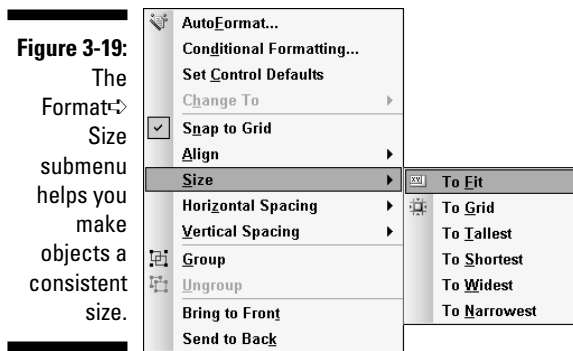 Figure 3-19:
The
Format➪
Size
submenu
helps you
make
objects a
consistent
size.
AutoFormat...
Conditional Formatting...
Set Control Defaults
Change To
Snap to Grid
Align
Size
Horizontal Spacing
Vertical Spacing
Group
Ungroup
Bring to Front
Send to Back
To Fit
To Grid
To Tallest
To Shortest
To Widest
To Narrowest